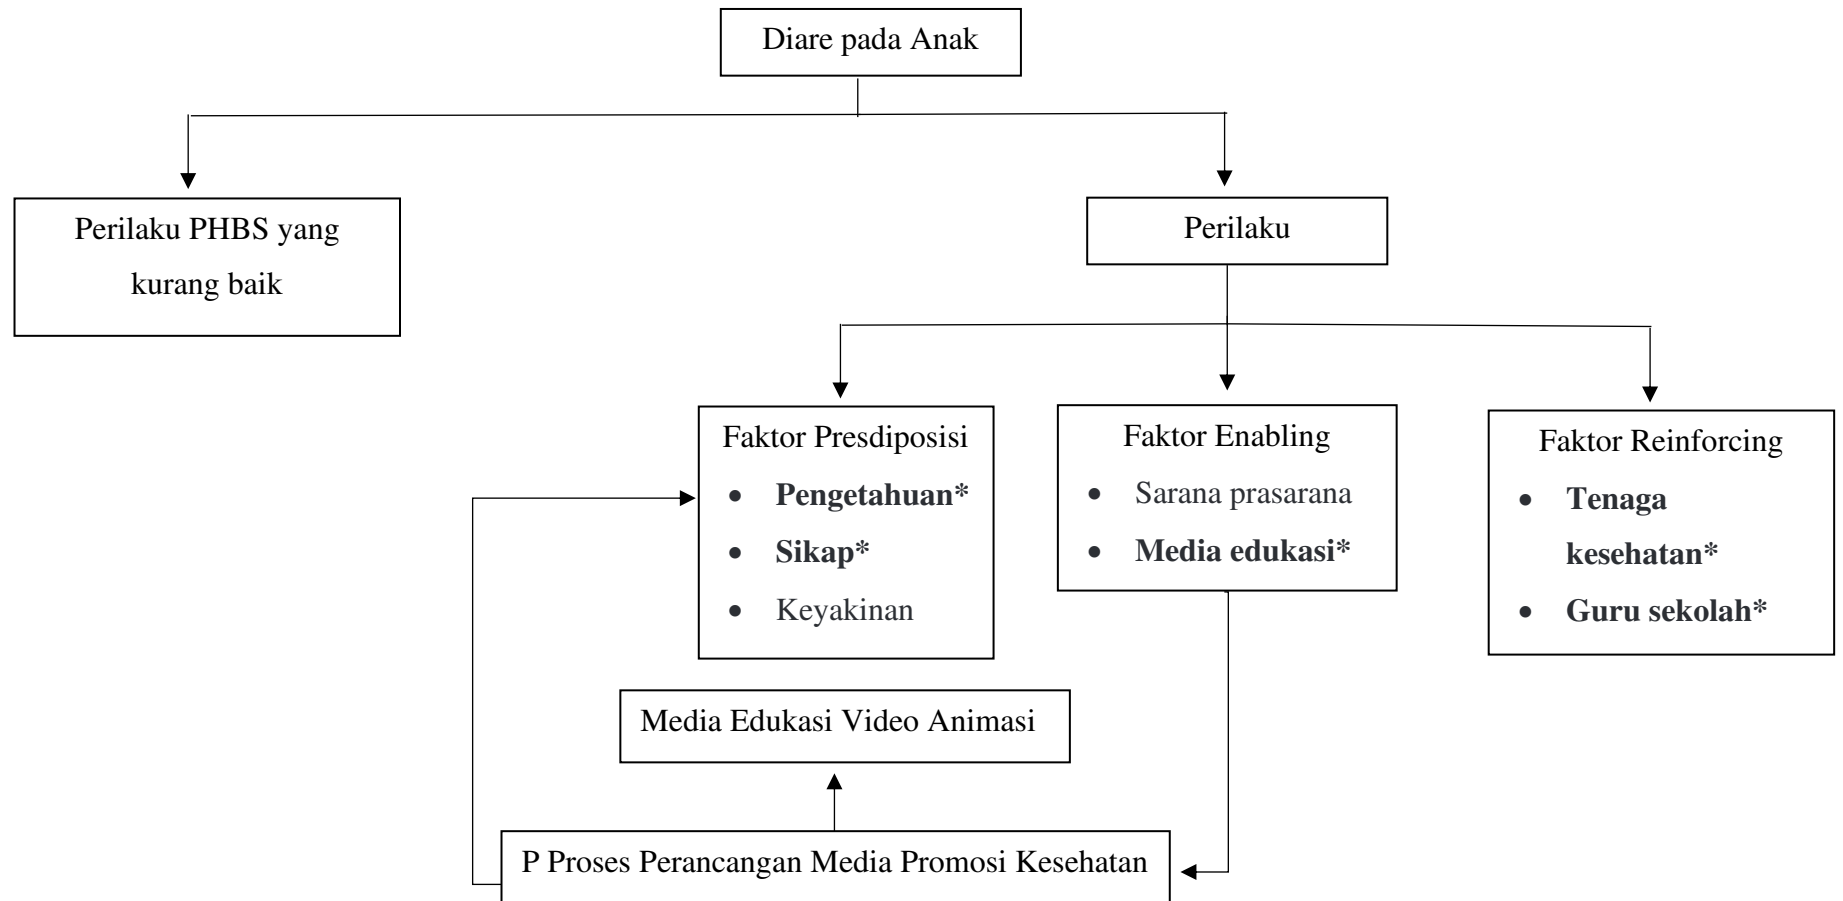 Diare pada Anak
Perilaku PHBS yang
kurang baik
Perilaku
Faktor Presdiposisi
• Pengetahuan*
• Sikap*
• Keyakinan
Faktor Enabling
• Sarana prasarana
• Media edukasi*
Faktor Reinforcing
• Tenaga
kesehatan*
• Guru sekolah*
Media Edukasi Video Animasi
P Proses Perancangan Media Promosi Kesehatan